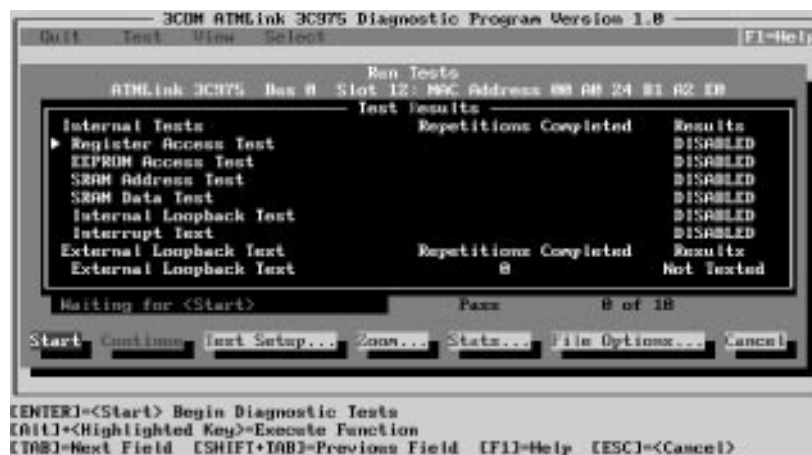 3COM ATMLink 3C975 Diagnostic Program Version 1.0
Quit Test View Select F1=Help
Run Tests
ATMLink 3C975 Bus 0 Slot 12: MAC Address 00 A0 24 81 A2 E0
Test Results
Internal Tests Repetitions Completed Results
Register Access Test DISABLED
EEPROM Access Test DISABLED
SRAM Address Test DISABLED
SRAM Data Test DISABLED
Internal Loopback Test DISABLED
Interrupt Test DISABLED
External Loopback Test Repetitions Completed Results
External Loopback Test 0 Not Tested
Waiting for <Start> Pass 0 of 10
Start Continue Test Setup... Zoom... Stats... File Options... Cancel
[ENTER]=<Start> Begin Diagnostic Tests
[Alt]+<Highlighted Key>=Execute Function
[TAB]=Next Field [SHIFT+TAB]=Previous Field [F1]=Help [ESC]=<Cancel>